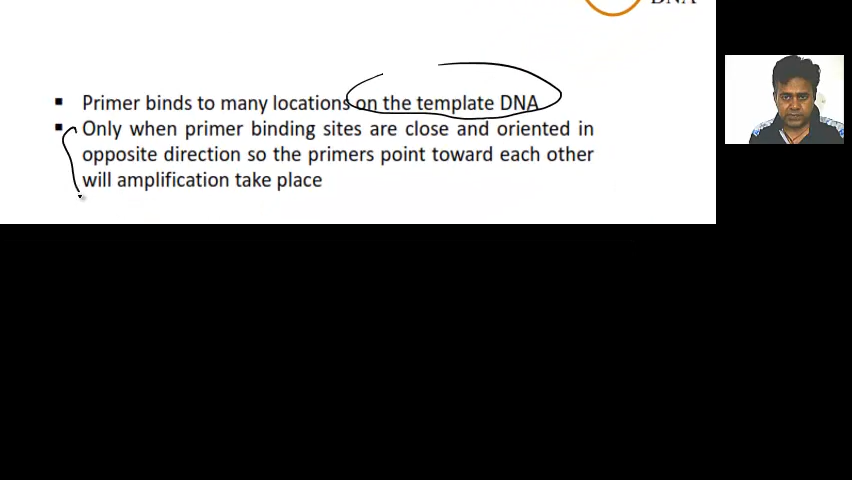 DNA
▪ Primer binds to many locations on the template DNA
▪ Only when primer binding sites are close and oriented in
opposite direction so the primers point toward each other
will amplification take place